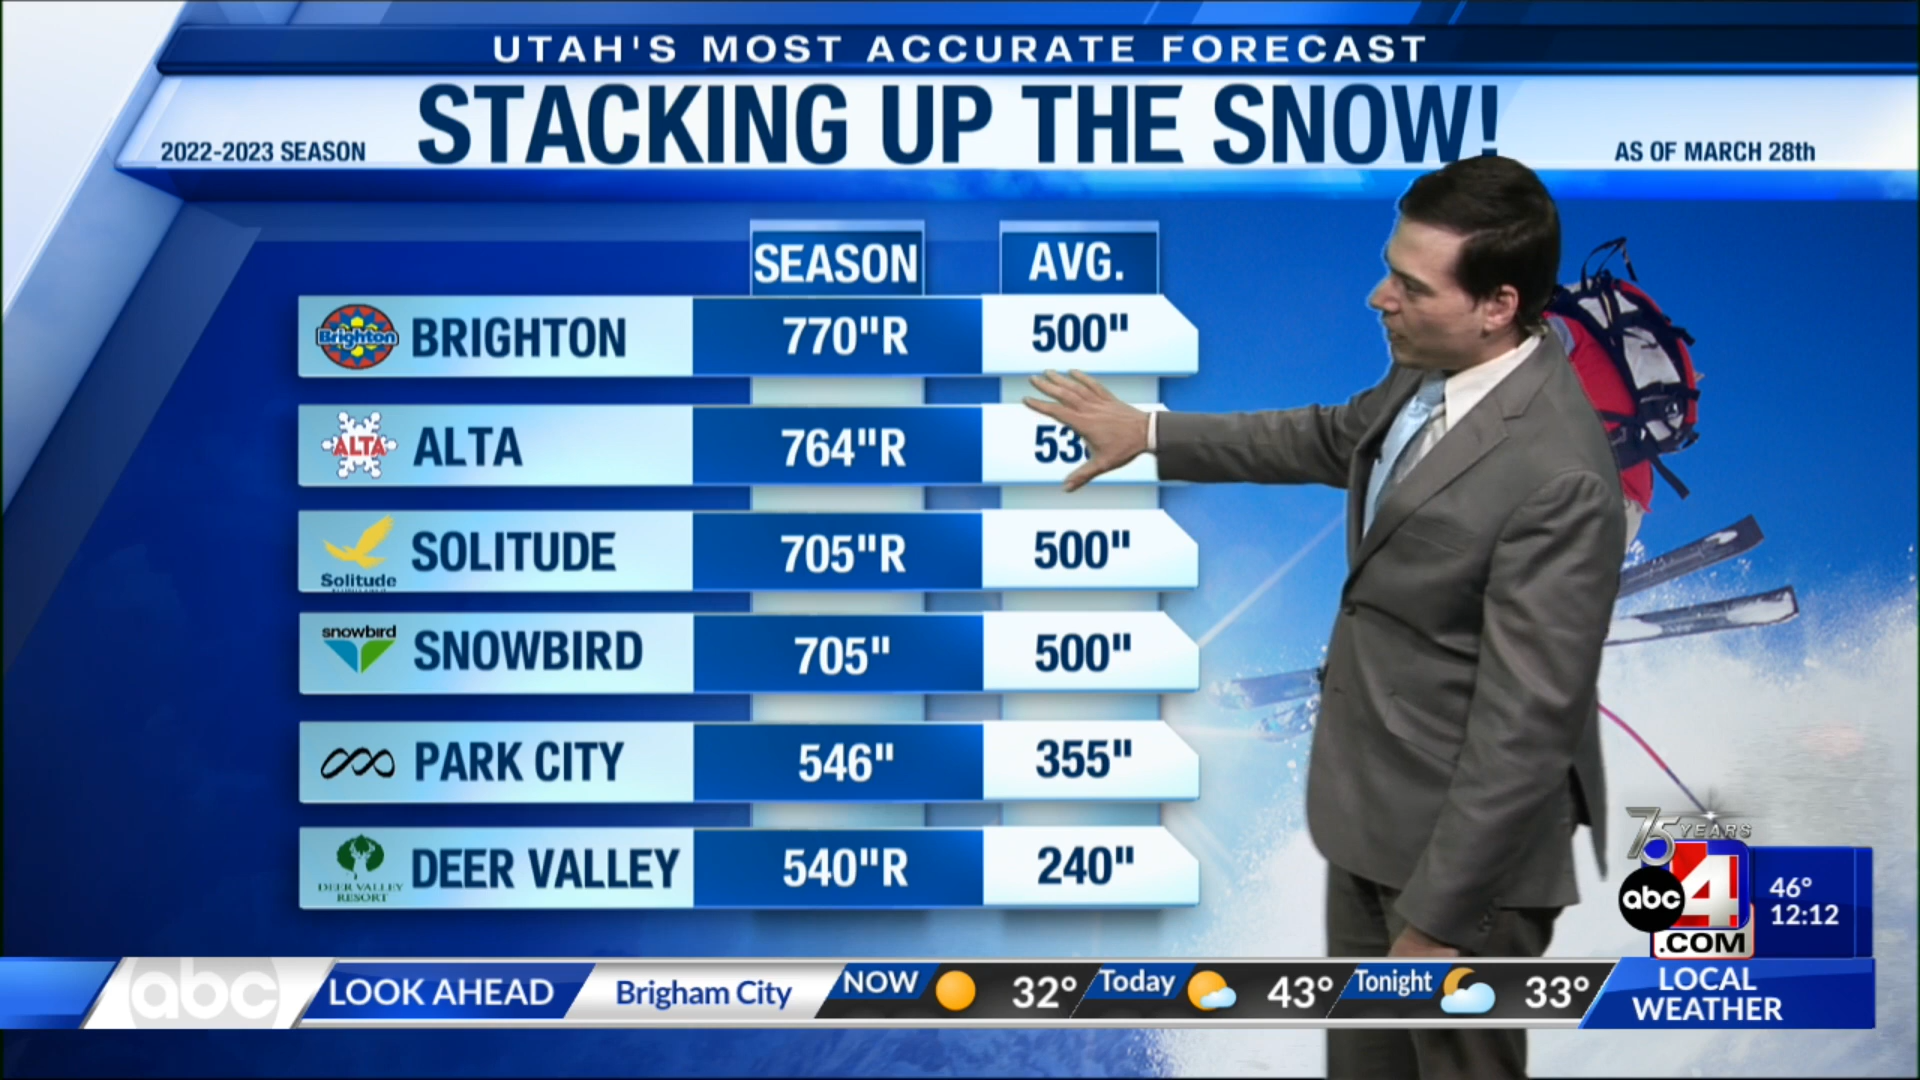 UTAH'S MOST ACCURATE FORECAST
STACKING UP THE SNOW!
2022-2023 SEASON
AS OF MARCH 28th
SEASON AVG.
Brighton BRIGHTON 770"R 500"
ALTA ALTA 764"R
Solitude SOLITUDE 705"R 500"
snowbird SNOWBIRD 705" 500"
PARK CITY 546" 355"
DEER VALLEY RESORT DEER VALLEY 540"R 240"
75 YEARS
abc 4 .COM
46°
12:12
abc LOOK AHEAD Brigham City NOW 32° Today 43° Tonight 33°
LOCAL WEATHER